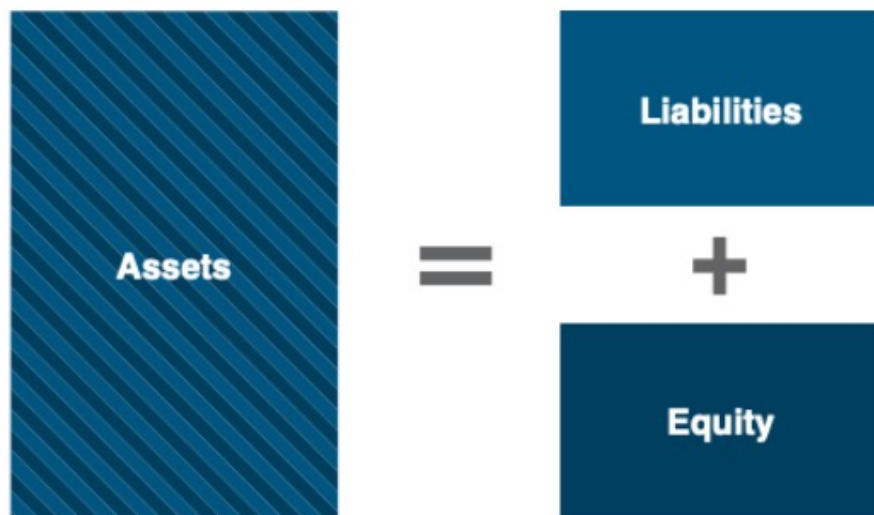 Liabilities
Assets
=
+
Equity